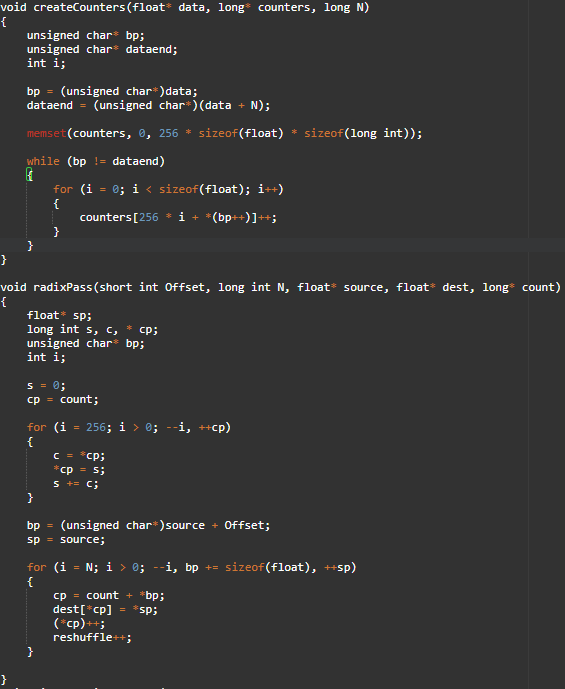 void createCounters(float* data, long* counters, long N)
{
unsigned char* bp;
unsigned char* dataend;
int i;
bp = (unsigned char*)data;
dataend = (unsigned char*)(data + N);
memset(counters, 0, 256 * sizeof(float) * sizeof(long int));
while (bp != dataend)
{
for (i = 0; i < sizeof(float); i++)
{
counters[256 * i + *(bp++)]++;
}
}
}
void radixPass(short int Offset, long int N, float* source, float* dest, long* count)
{
float* sp;
long int s, c, * cp;
unsigned char* bp;
int i;
s = 0;
cp = count;
for (i = 256; i > 0; --i, ++cp)
{
c = *cp;
*cp = s;
s += c;
}
bp = (unsigned char*)source + Offset;
sp = source;
for (i = N; i > 0; --i, bp += sizeof(float), ++sp)
{
cp = count + *bp;
dest[*cp] = *sp;
(*cp)++;
reshuffle++;
}
}